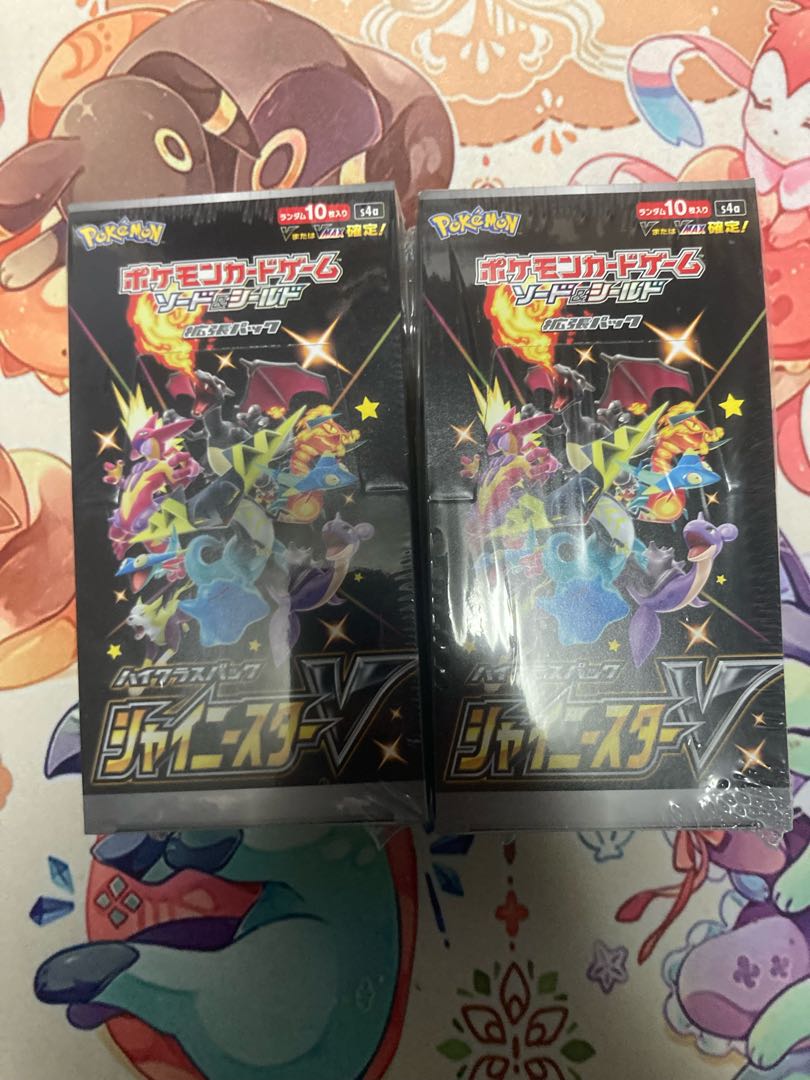 Pokémon
ランダム10枚入り s4a
VまたはVMAX確定!
ポケモンカードゲーム
ソード&シールド
拡張パック
ハイクラスパック
シャイニースターV
Pokémon
ランダム10枚入り s4a
VまたはVMAX確定!
ポケモンカードゲーム
ソード&シールド
拡張パック
ハイクラスパック
シャイニースターV